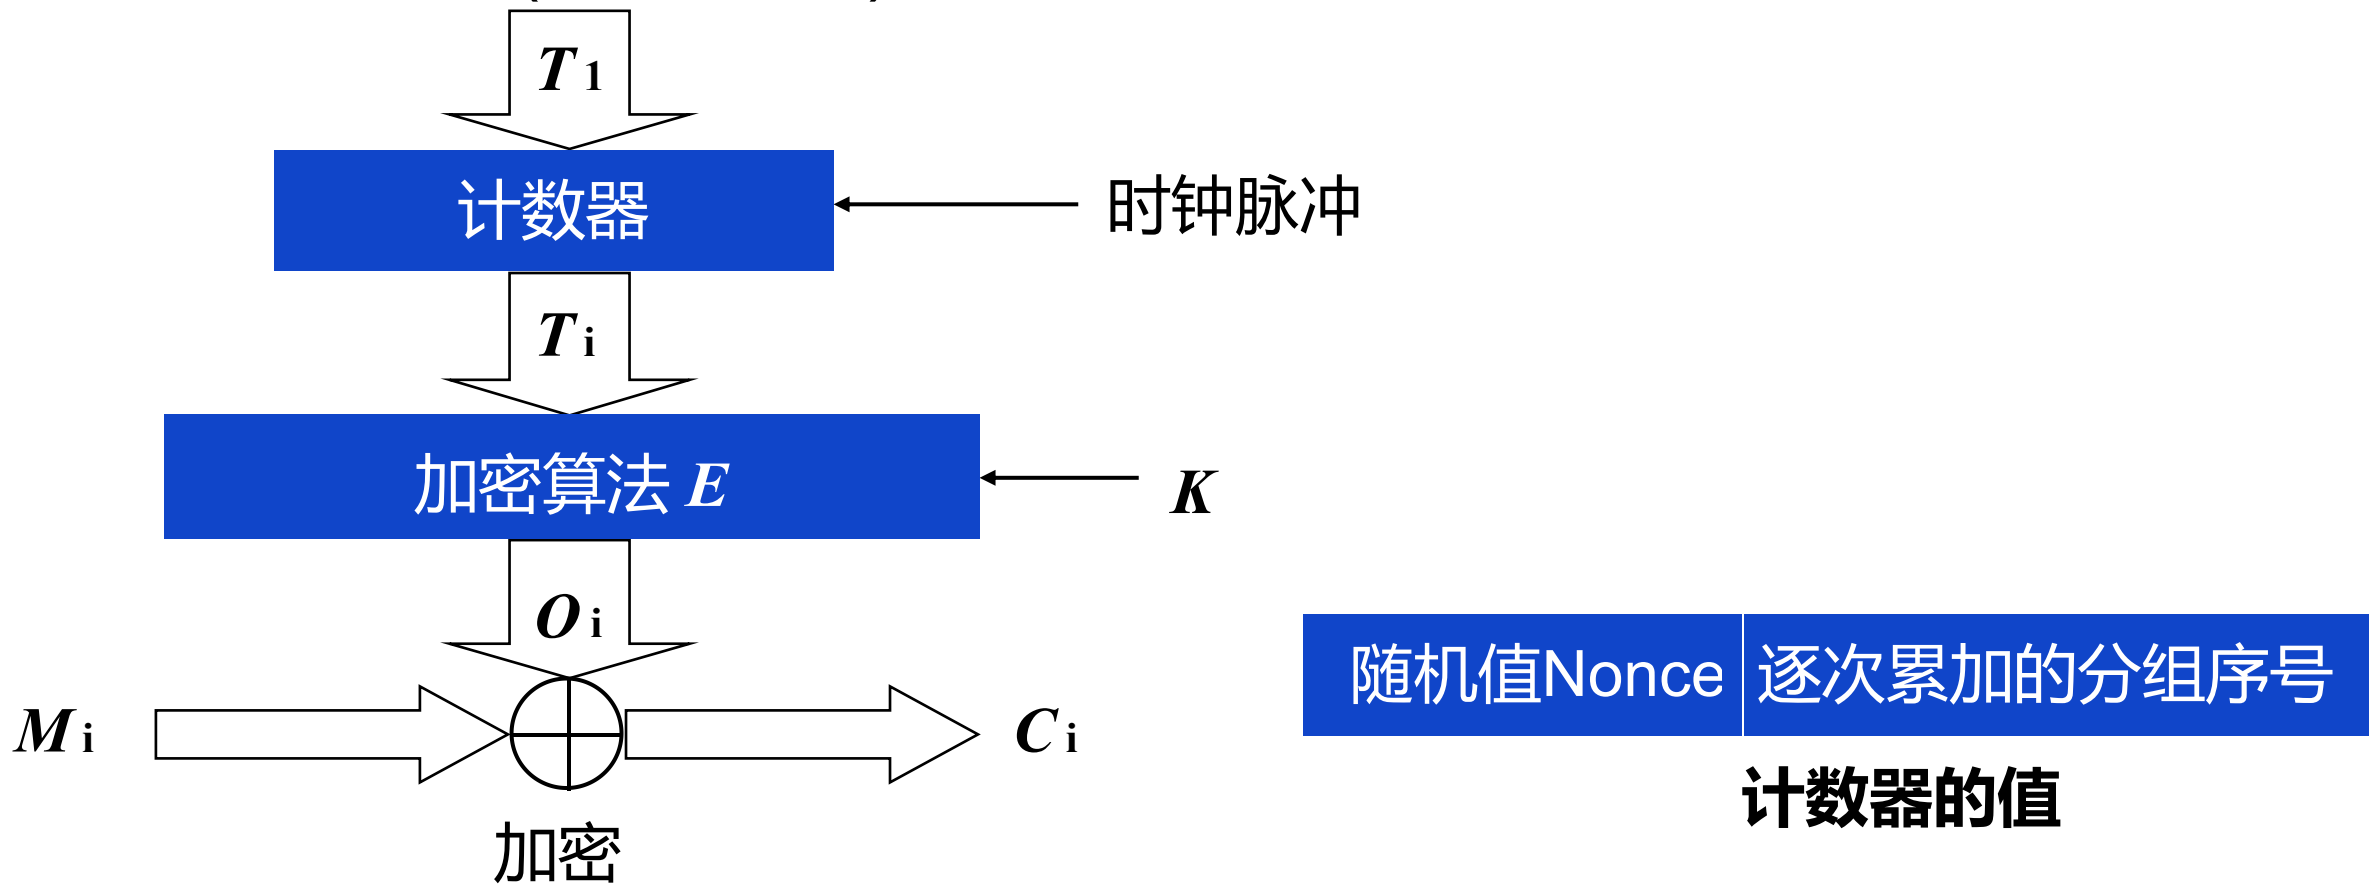 T1
计数器
时钟脉冲
Ti
加密算法 E
K
Oi
随机值Nonce
逐次累加的分组序号
Mi
Ci
计数器的值
加密